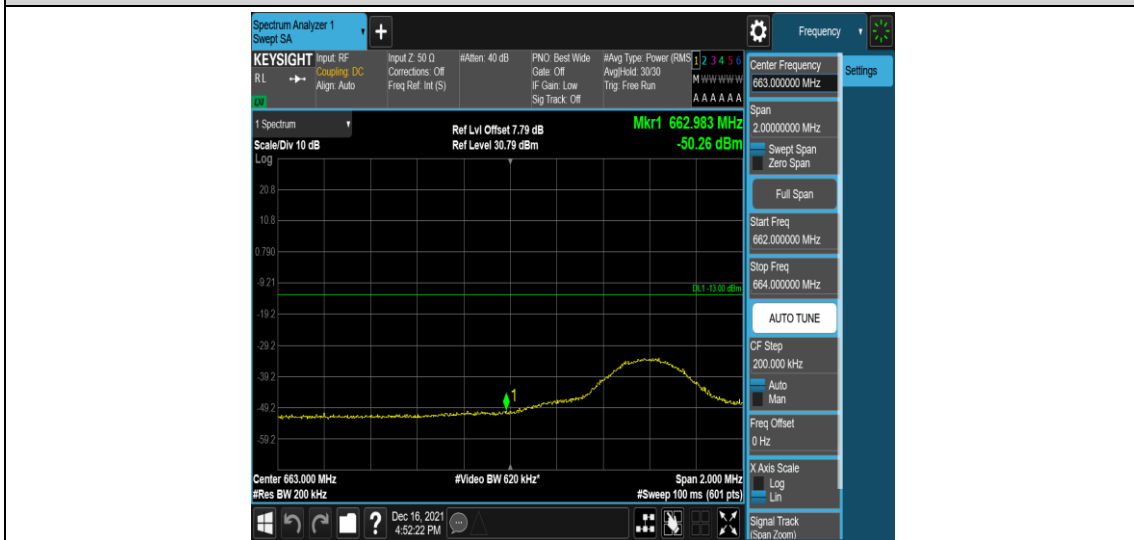 Spectrum Analyzer 1
Swept SA
+
Frequency
KEYSIGHT
RL
LXI
Input: RF
Coupling: DC
Align: Auto
Input Z: 50 Ω
Corrections: Off
Freq Ref: Int (S)
#Atten: 40 dB
PNO: Best Wide
Gate: Off
IF Gain: Low
Sig Track: Off
#Avg Type: Power (RMS
Avg|Hold: 30/30
Trig: Free Run
1 2 3 4 5 6
M W W W W W
A A A A A A
1 Spectrum
Scale/Div 10 dB
Ref Lvl Offset 7.79 dB
Ref Level 30.79 dBm
Mkr1 662.983 MHz
-50.26 dBm
Log
20.8
10.8
0.790
-9.21
DL1 -13.00 dBm
-19.2
-29.2
-39.2
1
-49.2
-59.2
Center 663.000 MHz
#Res BW 200 kHz
#Video BW 620 kHz*
Span 2.000 MHz
#Sweep 100 ms (601 pts)
Dec 16, 2021
4:52:22 PM
Center Frequency
663.000000 MHz
Settings
Span
2.00000000 MHz
Swept Span
Zero Span
Full Span
Start Freq
662.000000 MHz
Stop Freq
664.000000 MHz
AUTO TUNE
CF Step
200.000 kHz
Auto
Man
Freq Offset
0 Hz
X Axis Scale
Log
Lin
Signal Track
(Span Zoom)